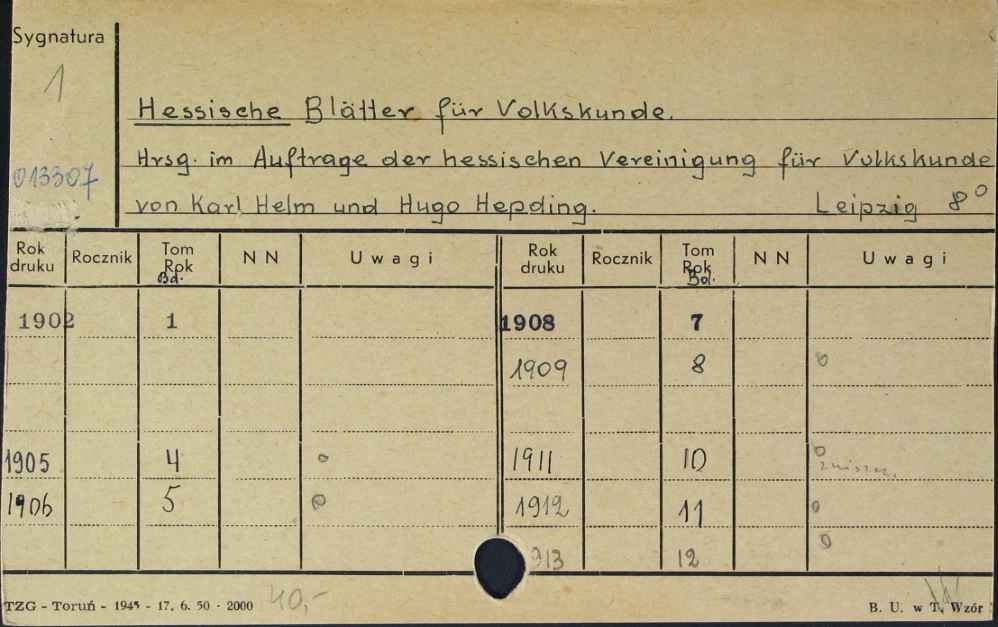 Sygnatura
1
013307
Hessische Blätter für Volkskunde.
Hrsg. im Auftrage der hessischen Vereinigung für Vulkskunde
von Karl Helm und Hugo Hepding. Leipzig 8°
Rok druku Rocznik Tom Rok Bd. N N Uwagi Rok druku Rocznik Tom Rok Bd. N N Uwagi
1902 1 1908 7
1909 8 o
1905 4 o 1911 10 o
1906 5 o 1912 11 o
913 12 o
TZG - Toruń - 1945 - 17. 6. 50 - 2000 40,- B. U. w T. Wzór